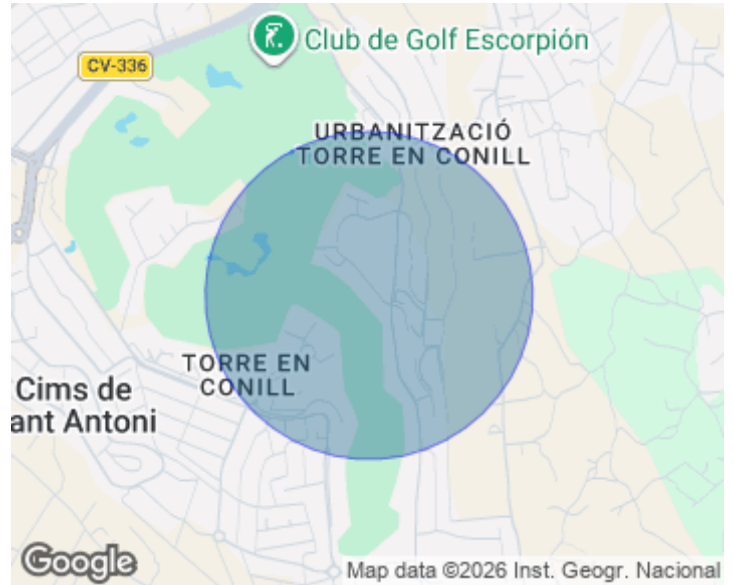 Club de Golf Escorpión
CV-336
URBANITZACIÓ
TORRE EN CONILL
TORRE EN
CONILL
Cims de
ant Antoni
Google
Map data ©2026 Inst. Geogr. Nacional